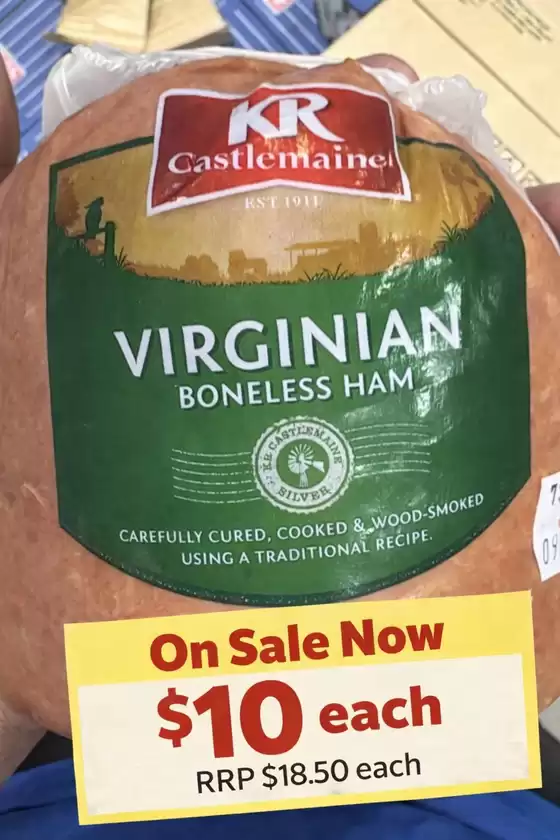 KR
Castlemaine
EST 1911
VIRGINIAN
BONELESS HAM
KR CASTLEMAINE
SILVER
CAREFULLY CURED, COOKED & WOOD-SMOKED
USING A TRADITIONAL RECIPE.
On Sale Now
$10 each
RRP $18.50 each